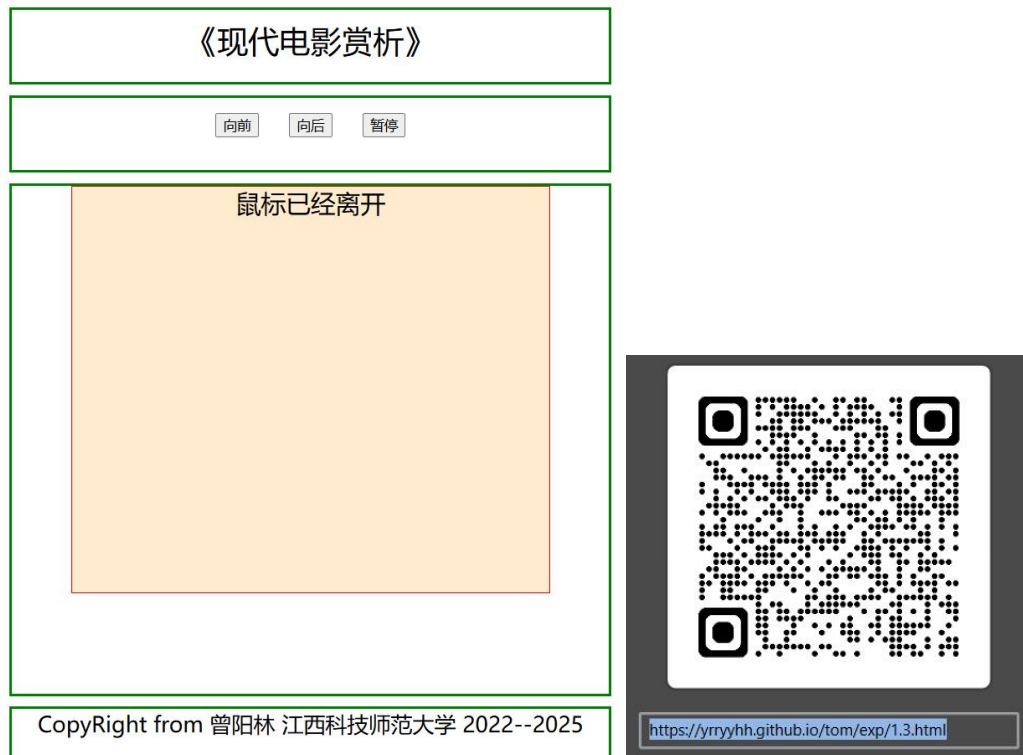 《现代电影赏析》
向前 向后 暂停
鼠标已经离开
CopyRight from 曾阳林 江西科技师范大学 2022--2025
https://yrryyhh.github.io/tom/exp/1.3.html